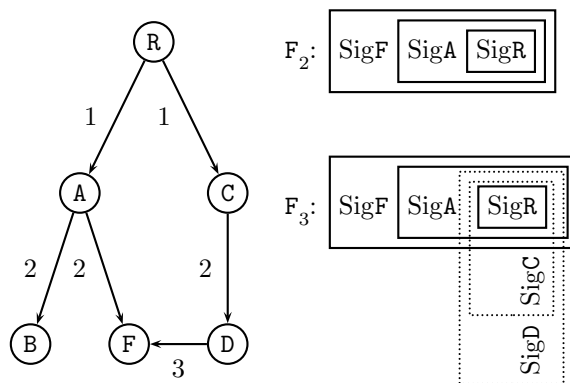 R
F2: SigF SigA SigR
1 1
A C
F3: SigF SigA SigR
2 2 2
SigC
B F D
3
SigD